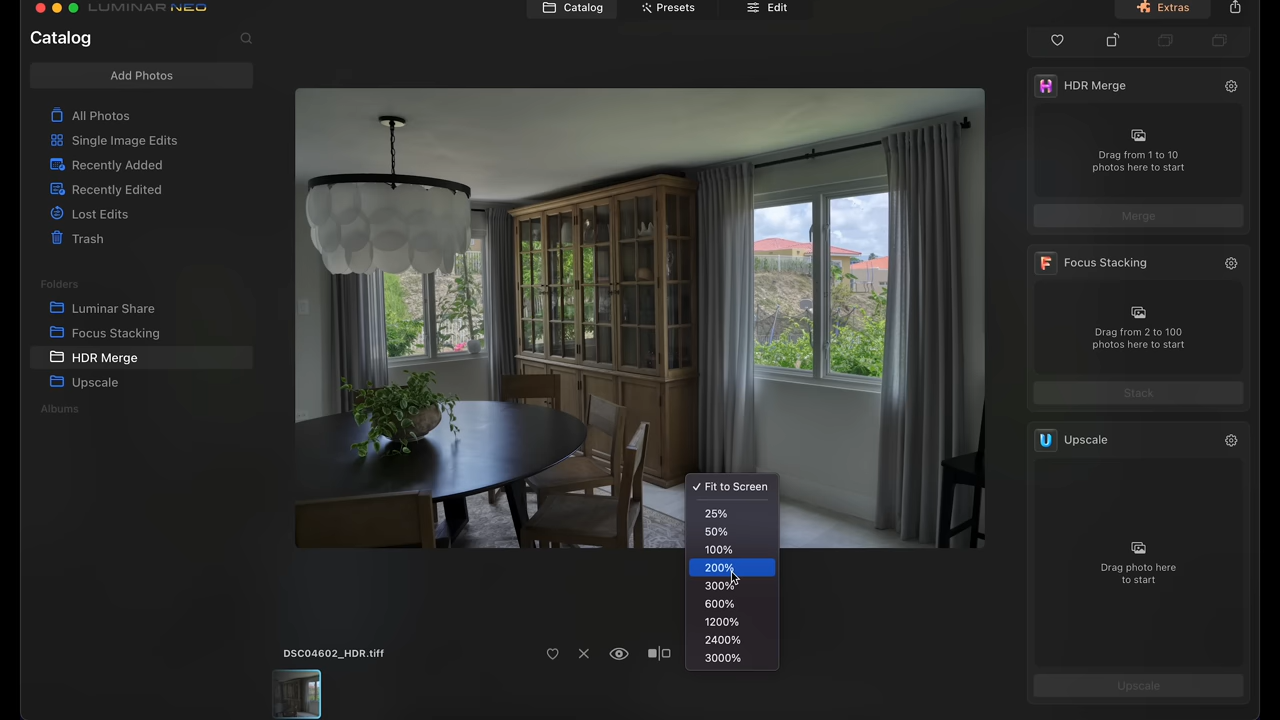 LUMINAR NEO
Catalog
Presets
Edit
Extras
Catalog
Add Photos
All Photos
Single Image Edits
Recently Added
Recently Edited
Lost Edits
Trash
Folders
Luminar Share
Focus Stacking
HDR Merge
Upscale
Albums
HDR Merge
Drag from 1 to 10
photos here to start
Merge
Focus Stacking
Drag from 2 to 100
photos here to start
Stack
Upscale
Drag photo here
to start
Upscale
✓ Fit to Screen
25%
50%
100%
200%
300%
600%
1200%
2400%
3000%
DSC04602_HDR.tiff